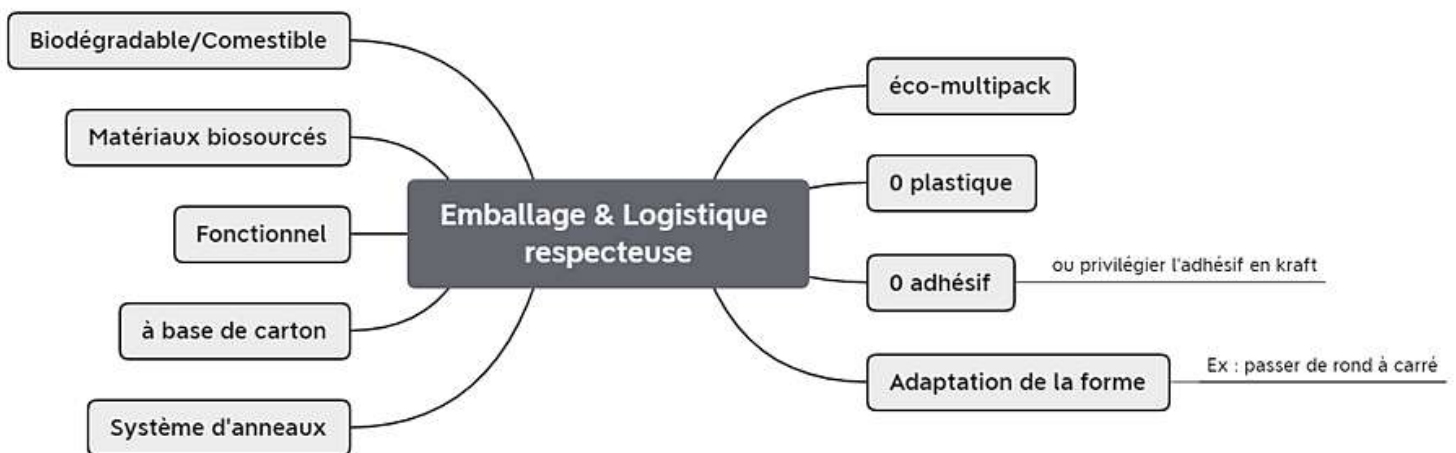 Biodégradable/Comestible
Matériaux biosourcés
Fonctionnel
à base de carton
Système d'anneaux
Emballage & Logistique
respecteuse
éco-multipack
0 plastique
0 adhésif
ou privilégier l'adhésif en kraft
Adaptation de la forme
Ex : passer de rond à carré